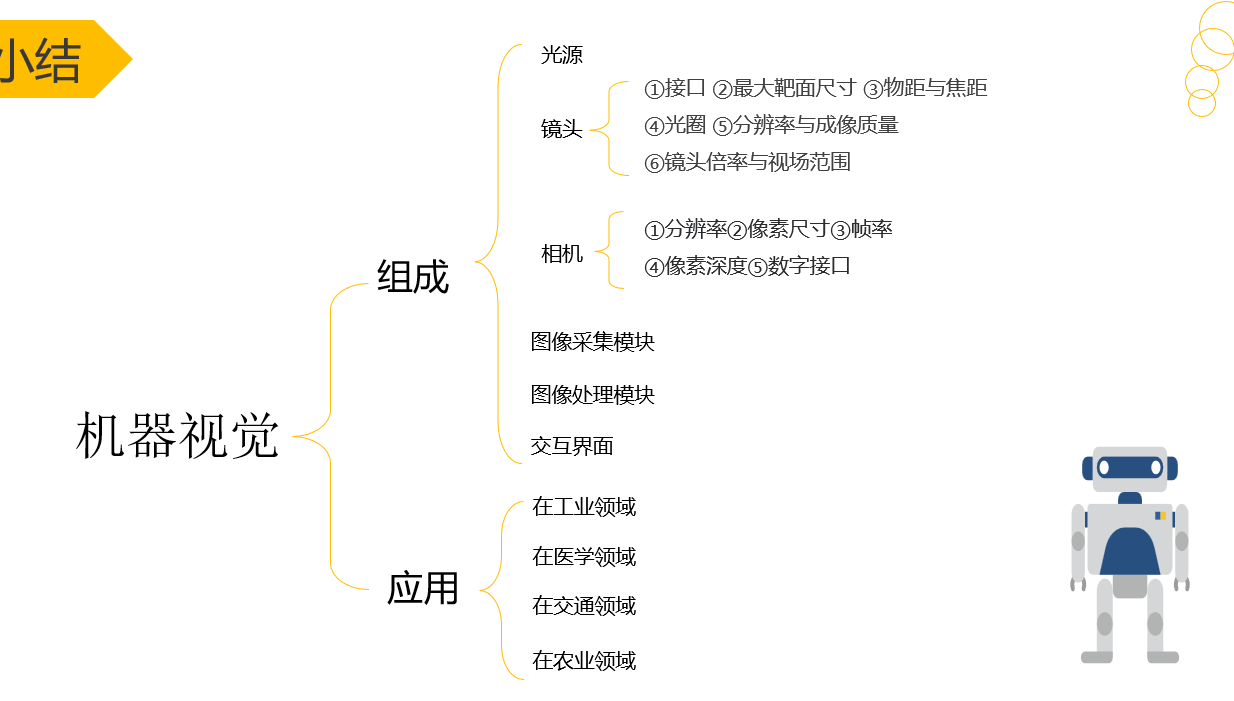 小结
光源
镜头
①接口 ②最大靶面尺寸 ③物距与焦距
④光圈 ⑤分辨率与成像质量
⑥镜头倍率与视场范围
相机
①分辨率②像素尺寸③帧率
④像素深度⑤数字接口
组成
图像采集模块
图像处理模块
交互界面
机器视觉
应用
在工业领域
在医学领域
在交通领域
在农业领域